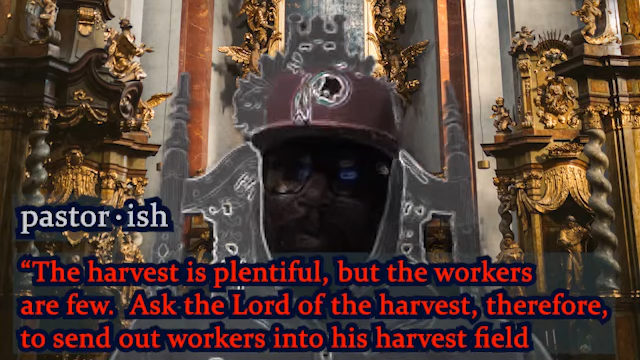 pastor·ish
“The harvest is plentiful, but the workers
are few.  Ask the Lord of the harvest, therefore,
to send out workers into his harvest field